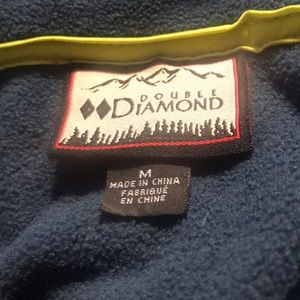 DOUBLE
DIAMOND
M
MADE IN CHINA
FABRIQUÉ
EN CHINE